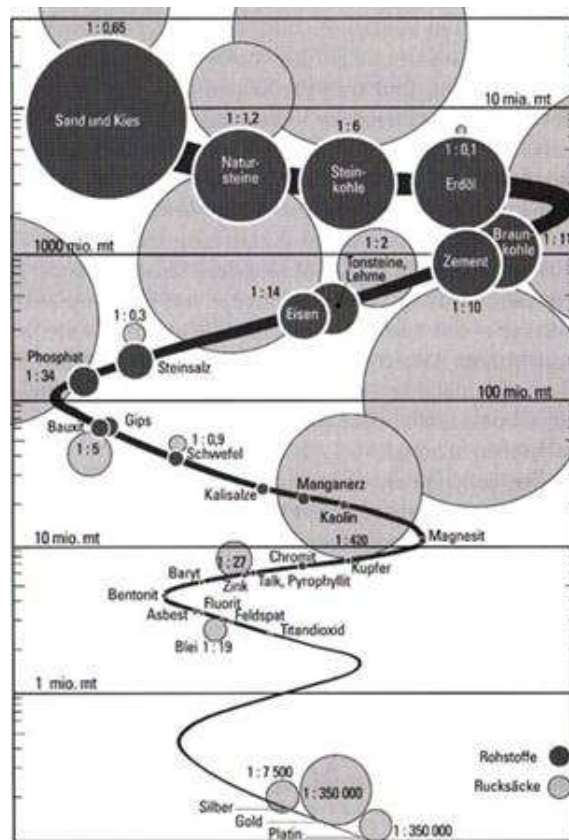 1 : 0,65
Sand und Kies
10 mia. mt
1 : 1,2
Natur-
steine
1 : 6
Stein-
kohle
1 : 0,1
Erdöl
Braun-
kohle
1 : 11
1000 mio. mt
1 : 2
Tonsteine,
Lehme
Zement
1 : 10
1 : 14
Eisen
1 : 0,3
Phosphat
1 : 34
Steinsalz
100 mio. mt
Bauxit
Gips
1 : 5
1 : 0,9
Schwefel
Kalisalze
Manganerz
Kaolin
Magnesit
10 mio. mt
1 : 420
Chromit
Kupfer
1 : 27
Baryt
Zink
Talk, Pyrophyllit
Bentonit
Fluorit
Asbest
Feldspat
Blei 1 : 19
Titandioxid
1 mio. mt
1 : 7 500
1 : 350 000
Silber
Gold
Platin
1 : 350 000
Rohstoffe
Rucksäcke